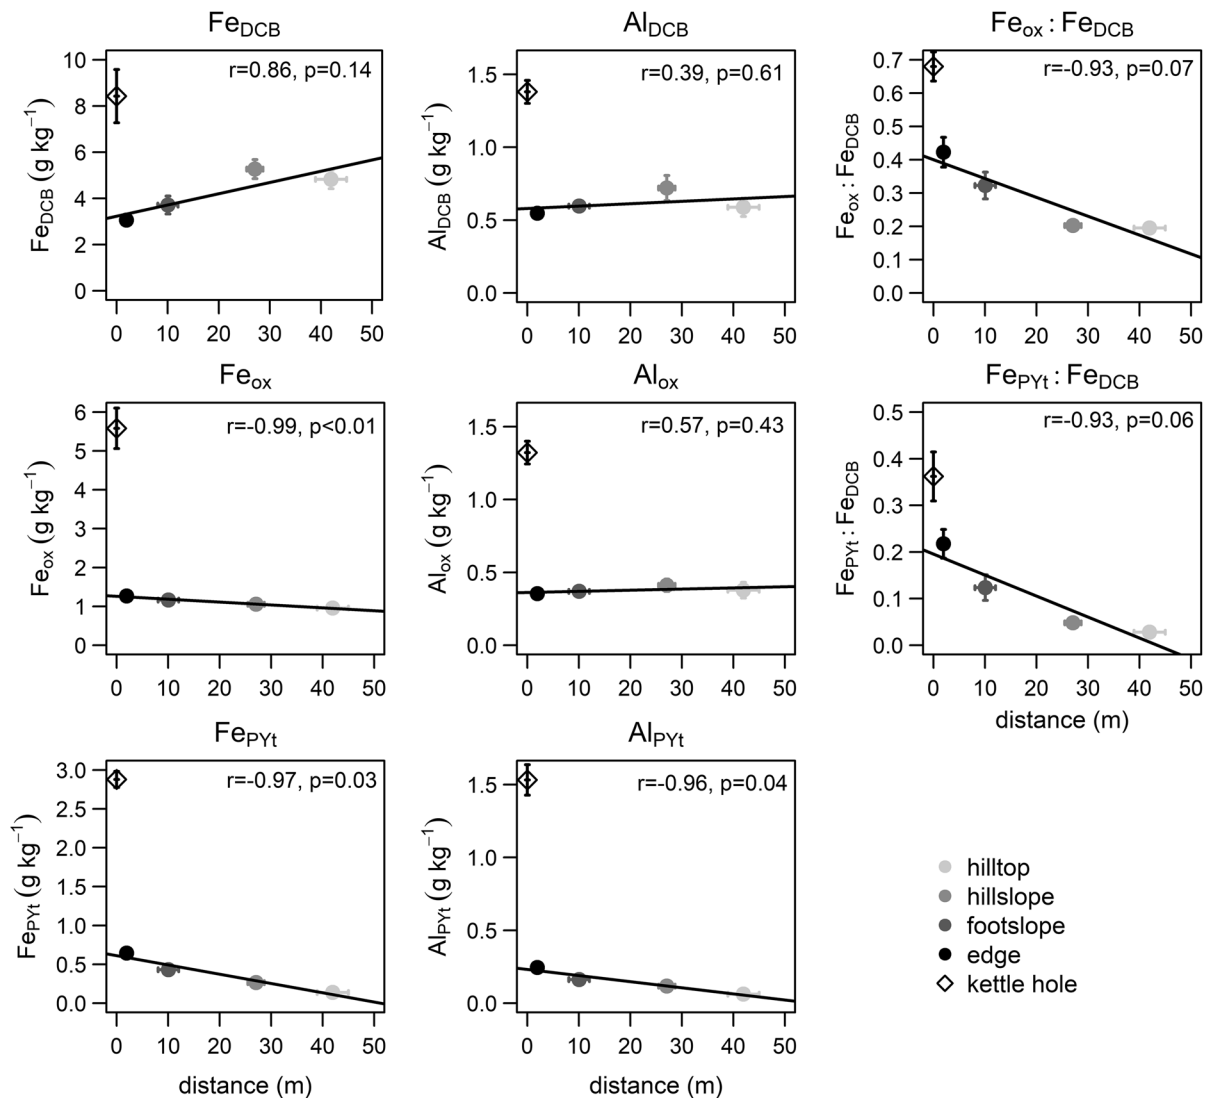 Fe_DCB
r=0.86, p=0.14
Fe_DCB (g kg⁻¹)
10
8
6
4
2
0
0 10 20 30 40 50
Al_DCB
r=0.39, p=0.61
Al_DCB (g kg⁻¹)
1.5
1.0
0.5
0.0
0 10 20 30 40 50
Fe_ox : Fe_DCB
r=-0.93, p=0.07
Fe_ox : Fe_DCB
0.7
0.6
0.5
0.4
0.3
0.2
0.1
0.0
0 10 20 30 40 50
Fe_ox
r=-0.99, p<0.01
Fe_ox (g kg⁻¹)
6
5
4
3
2
1
0
0 10 20 30 40 50
Al_ox
r=0.57, p=0.43
Al_ox (g kg⁻¹)
1.5
1.0
0.5
0.0
0 10 20 30 40 50
Fe_PYt : Fe_DCB
r=-0.93, p=0.06
Fe_PYt : Fe_DCB
0.5
0.4
0.3
0.2
0.1
0.0
0 10 20 30 40 50
distance (m)
Fe_PYt
r=-0.97, p=0.03
Fe_PYt (g kg⁻¹)
3.0
2.5
2.0
1.5
1.0
0.5
0.0
0 10 20 30 40 50
distance (m)
Al_PYt
r=-0.96, p=0.04
Al_PYt (g kg⁻¹)
1.5
1.0
0.5
0.0
0 10 20 30 40 50
distance (m)
hilltop
hillslope
footslope
edge
kettle hole